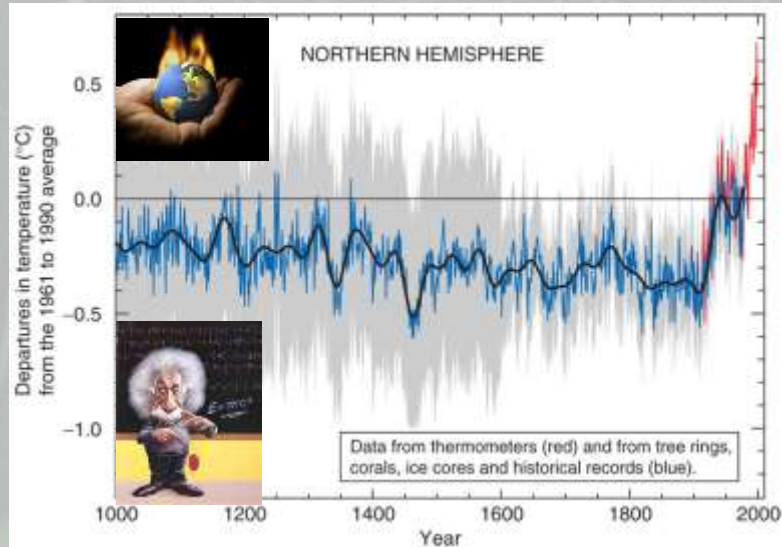 NORTHERN HEMISPHERE
Departures in temperature (°C)
from the 1961 to 1990 average
0.5
0.0
−0.5
−1.0
Data from thermometers (red) and from tree rings,
corals, ice cores and historical records (blue).
1000
1200
1400
1600
1800
2000
Year